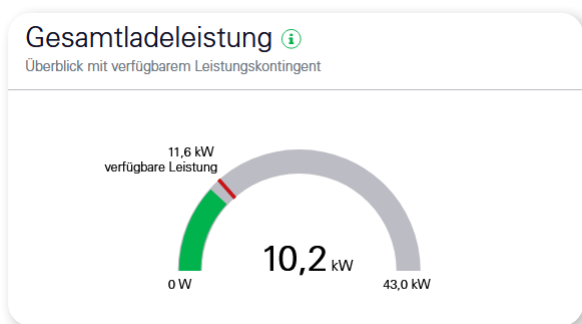 Gesamtladeleistung
Überblick mit verfügbarem Leistungskontingent
11,6 kW
verfügbare Leistung
10,2 kW
0 W
43,0 kW